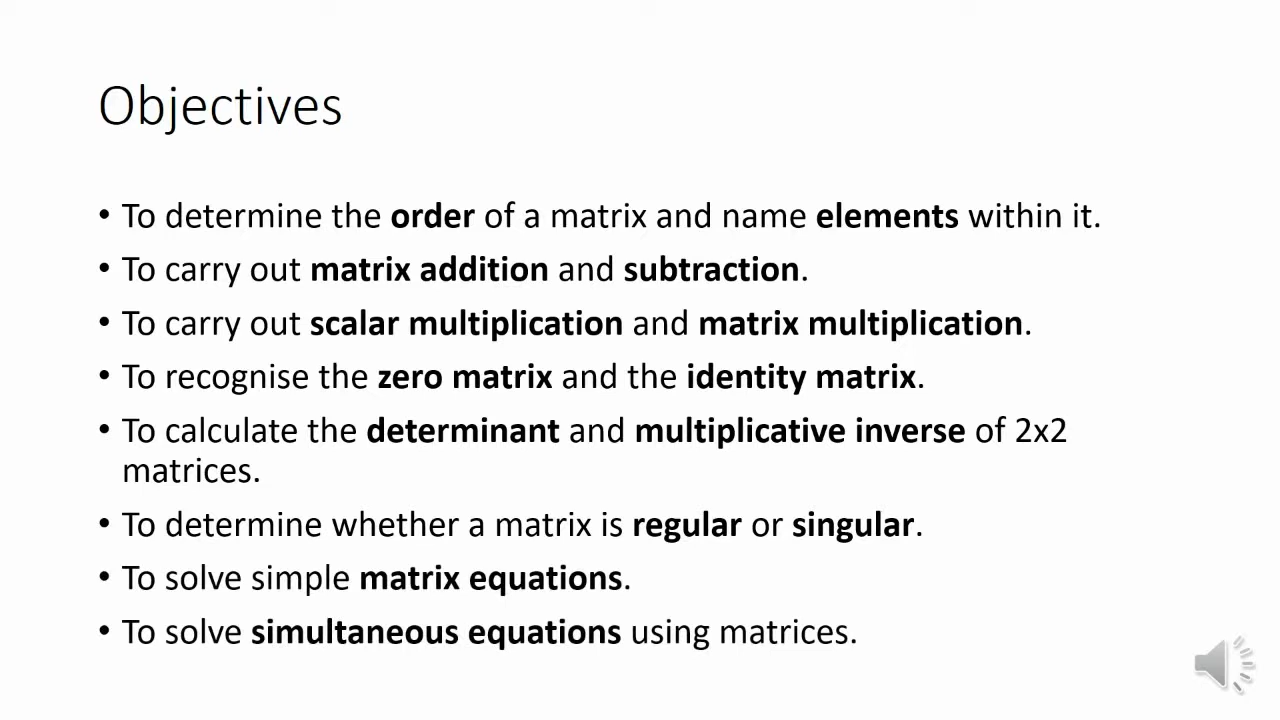 Objectives
• To determine the order of a matrix and name elements within it.
• To carry out matrix addition and subtraction.
• To carry out scalar multiplication and matrix multiplication.
• To recognise the zero matrix and the identity matrix.
• To calculate the determinant and multiplicative inverse of 2x2
matrices.
• To determine whether a matrix is regular or singular.
• To solve simple matrix equations.
• To solve simultaneous equations using matrices.